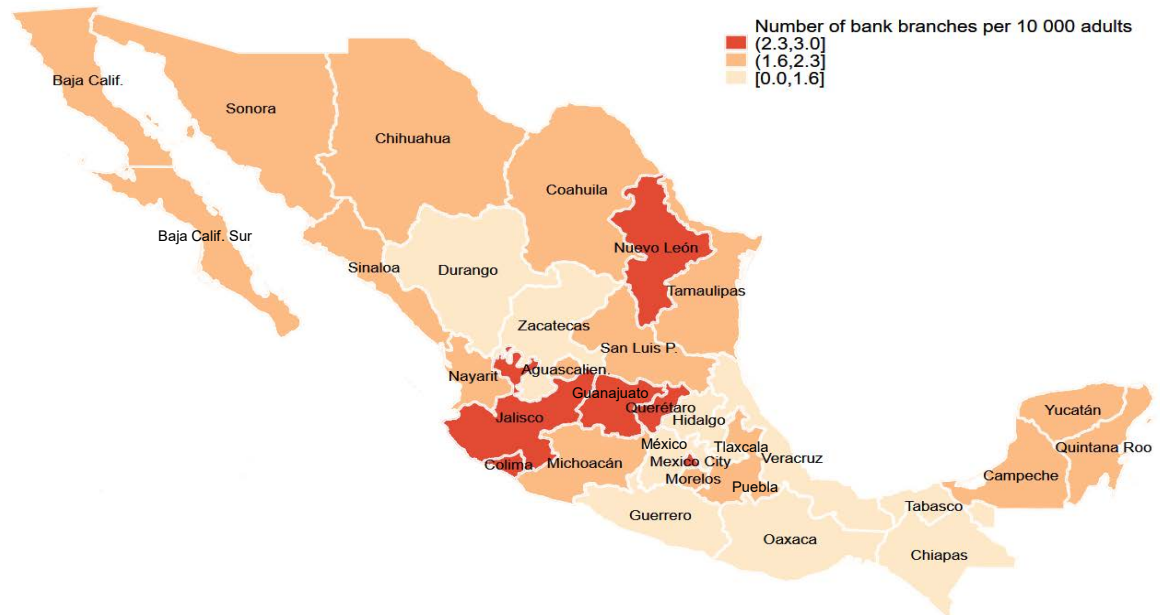 Number of bank branches per 10 000 adults
(2.3,3.0]
(1.6,2.3]
[0.0,1.6]
Baja Calif.
Sonora
Chihuahua
Coahuila
Baja Calif. Sur
Nuevo León
Sinaloa
Durango
Tamaulipas
Zacatecas
San Luis P.
Nayarit
Aguascalien.
Guanajuato
Jalisco
Querétaro
Hidalgo
Yucatán
México
Tlaxcala
Quintana Roo
Colima
Michoacán
Mexico City
Veracruz
Morelos
Puebla
Campeche
Guerrero
Tabasco
Oaxaca
Chiapas